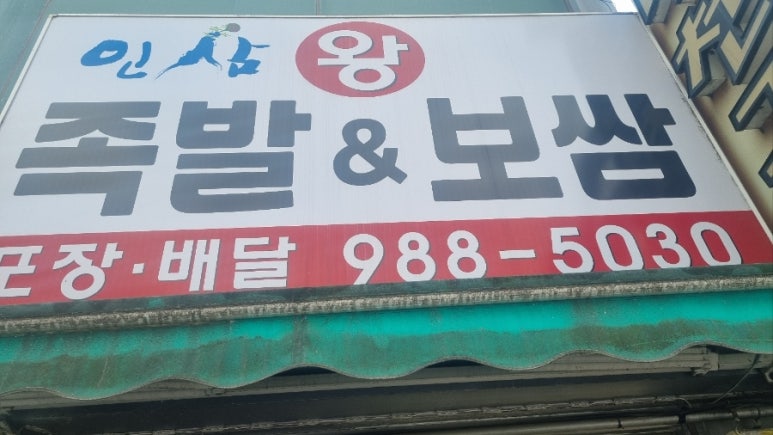 인삼 왕
족발 & 보쌈
포장·배달 988-5030